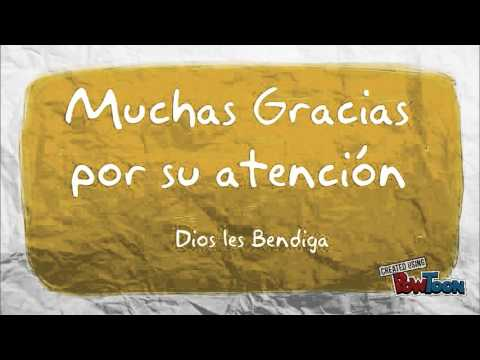 Muchas Gracias
por su atención
Dios les Bendiga
CREATED USING
POWTOON